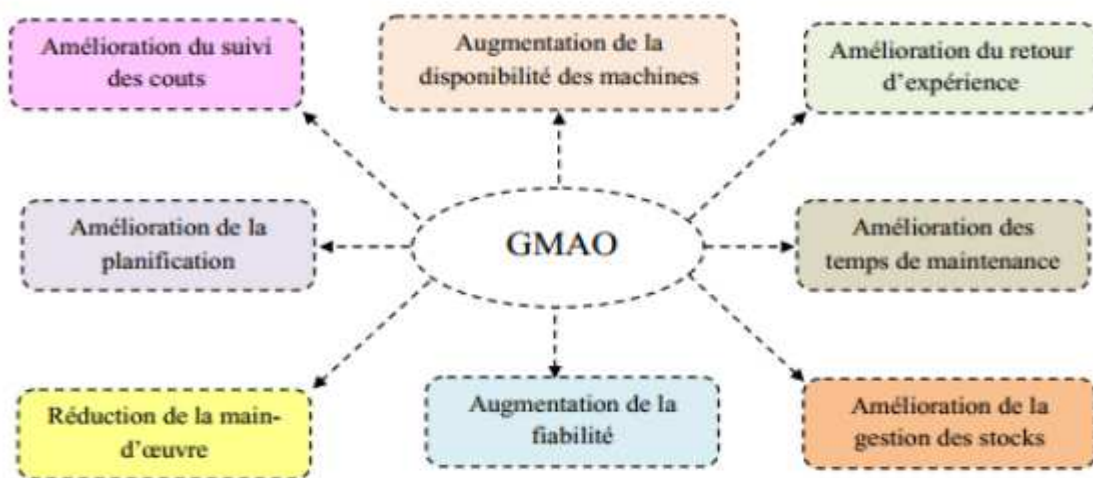 Amélioration du suivi
des couts
Augmentation de la
disponibilité des machines
Amélioration du retour
d’expérience
Amélioration de la
planification
GMAO
Amélioration des
temps de maintenance
Réduction de la main-
d’œuvre
Augmentation de la
fiabilité
Amélioration de la
gestion des stocks